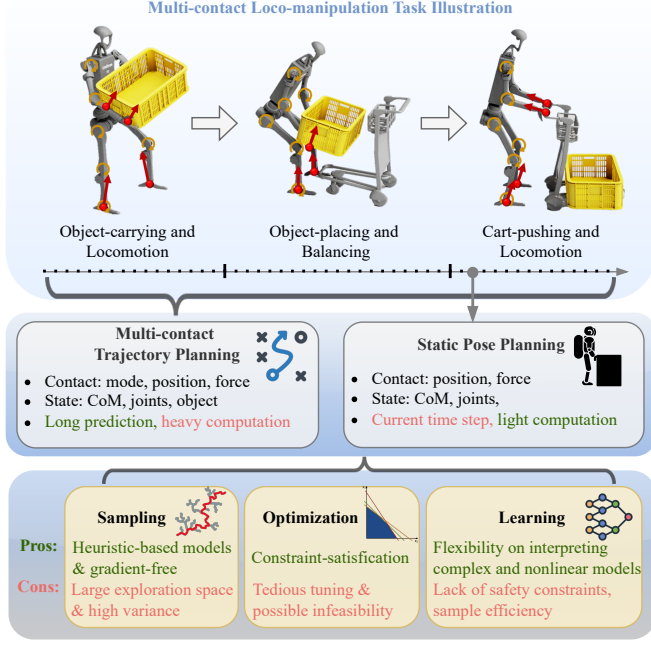 Multi-contact Loco-manipulation Task Illustration
Object-carrying and
Locomotion
Object-placing and
Balancing
Cart-pushing and
Locomotion
Multi-contact
Trajectory Planning
• Contact: mode, position, force
• State: CoM, joints, object
• Long prediction, heavy computation
Static Pose Planning
• Contact: position, force
• State: CoM, joints,
• Current time step, light computation
Pros:
Cons:
Sampling
Heuristic-based models
& gradient-free
Large exploration space
& high variance
Optimization
Constraint-satisfication
Tedious tuning &
possible infeasibility
Learning
Flexibility on interpreting
complex and nonlinear models
Lack of safety constraints,
sample efficiency